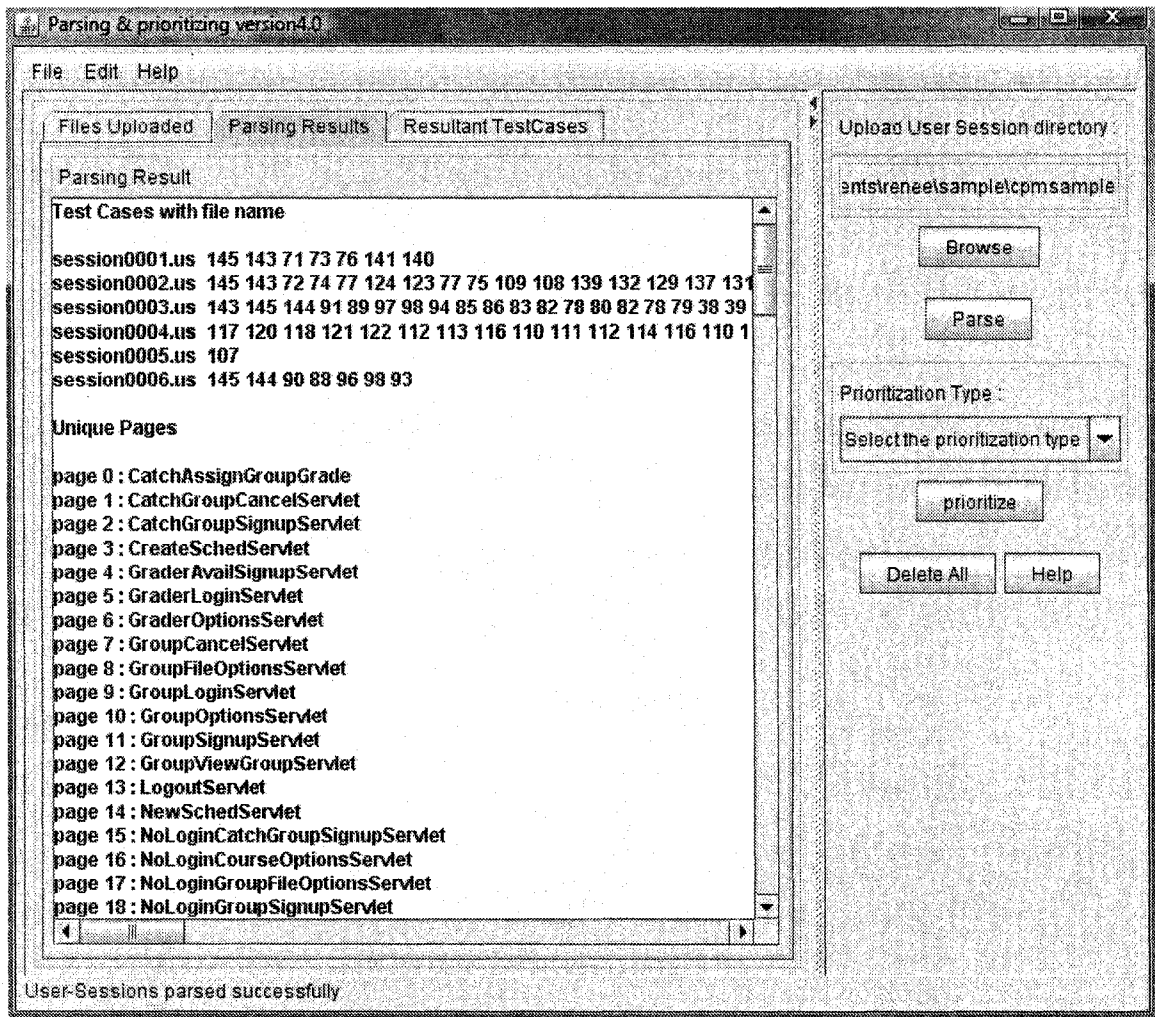 Parsing & prioritizing version4.0
File Edit Help
Files Uploaded
Parsing Results
Resultant TestCases
Parsing Result
Test Cases with file name
session0001.us 145 143 71 73 76 141 140
session0002.us 145 143 72 74 77 124 123 77 75 109 108 139 132 129 137 131
session0003.us 143 145 144 91 89 97 98 94 85 86 83 82 78 80 82 78 79 38 39
session0004.us 117 120 118 121 122 112 113 116 110 111 112 114 116 110 1
session0005.us 107
session0006.us 145 144 90 88 96 98 93
Unique Pages
page 0 : CatchAssignGroupGrade
page 1 : CatchGroupCancelServlet
page 2 : CatchGroupSignupServlet
page 3 : CreateSchedServlet
page 4 : GraderAvailSignupServlet
page 5 : GraderLoginServlet
page 6 : GraderOptionsServlet
page 7 : GroupCancelServlet
page 8 : GroupFileOptionsServlet
page 9 : GroupLoginServlet
page 10 : GroupOptionsServlet
page 11 : GroupSignupServlet
page 12 : GroupViewGroupServlet
page 13 : LogoutServlet
page 14 : NewSchedServlet
page 15 : NoLoginCatchGroupSignupServlet
page 16 : NoLoginCourseOptionsServlet
page 17 : NoLoginGroupFileOptionsServlet
page 18 : NoLoginGroupSignupServlet
Upload User Session directory :
ents\renee\sample\cpmsample
Browse
Parse
Prioritization Type :
Select the prioritization type
prioritize
Delete All
Help
User-Sessions parsed successfully